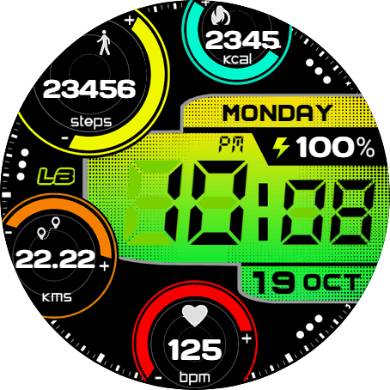 2345
kcal
23456
steps
MONDAY
PM
100%
LB
10:08
22.22
kms
19 OCT
125
bpm